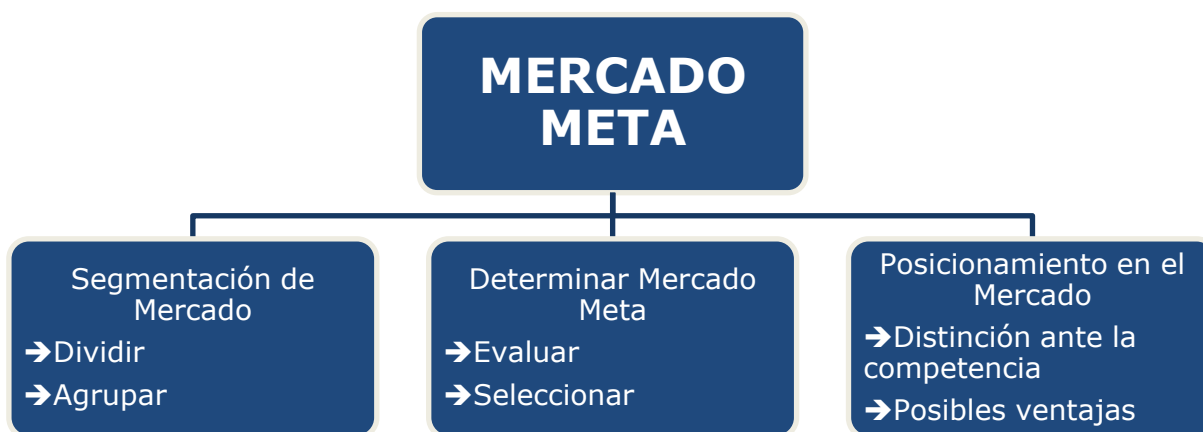 MERCADO
META
Segmentación de
Mercado
➔Dividir
➔Agrupar
Determinar Mercado
Meta
➔Evaluar
➔Seleccionar
Posicionamiento en el
Mercado
➔Distinción ante la
competencia
➔Posibles ventajas